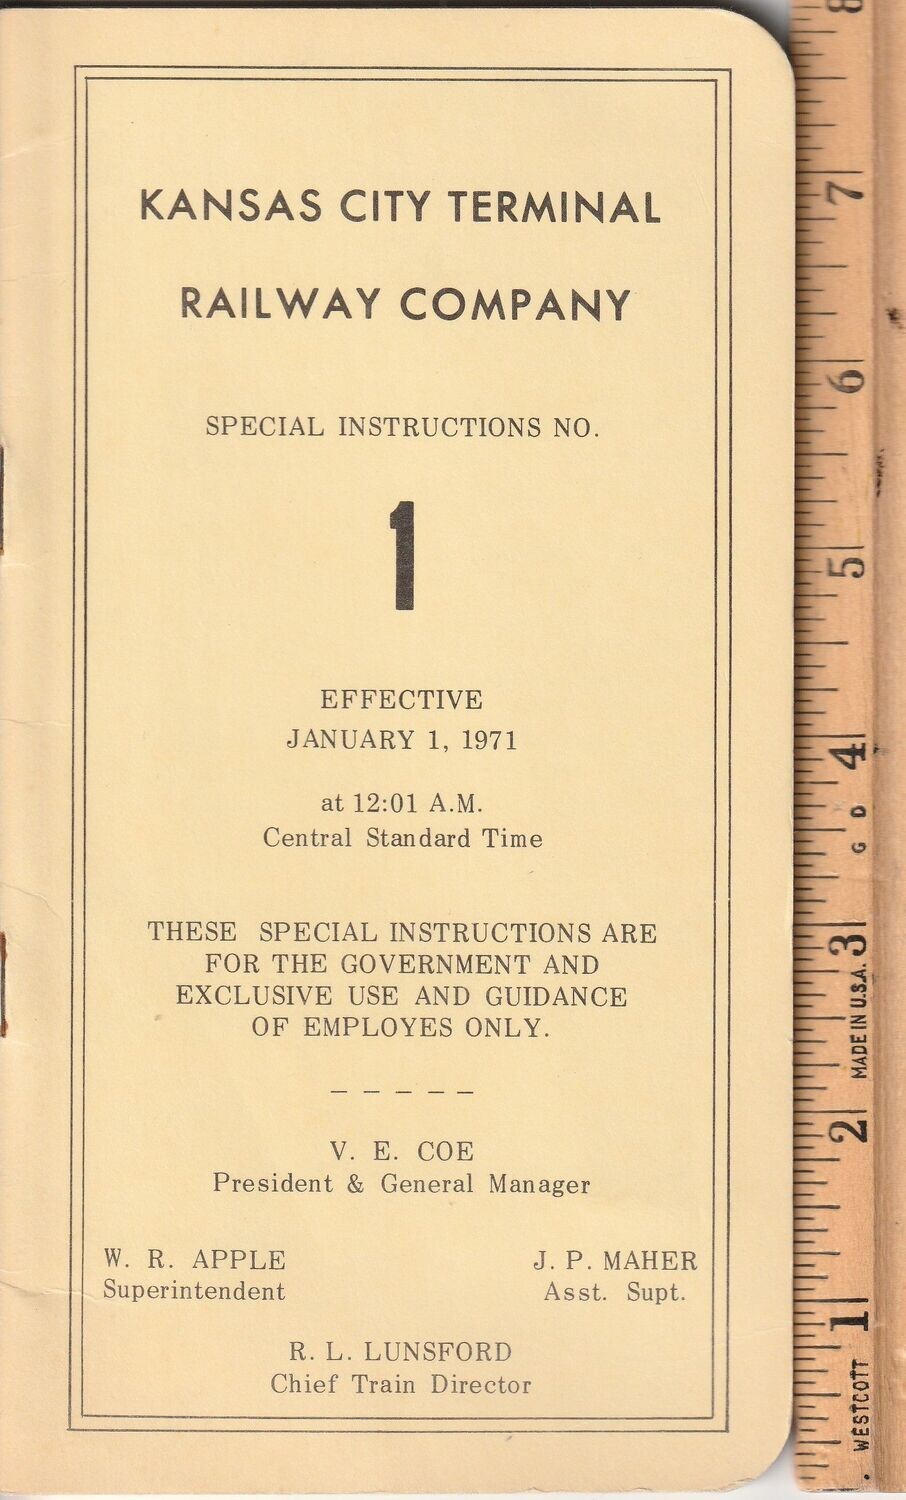 KANSAS CITY TERMINAL
RAILWAY COMPANY
SPECIAL INSTRUCTIONS NO.
1
EFFECTIVE
JANUARY 1, 1971
at 12:01 A.M.
Central Standard Time
THESE SPECIAL INSTRUCTIONS ARE
FOR THE GOVERNMENT AND
EXCLUSIVE USE AND GUIDANCE
OF EMPLOYES ONLY.
_ _ _ _ _
V. E. COE
President & General Manager
W. R. APPLE
Superintendent
J. P. MAHER
Asst. Supt.
R. L. LUNSFORD
Chief Train Director
WESTCOTT
1
2
MADE IN U.S.A.
3
G D
4
5
6
7
8